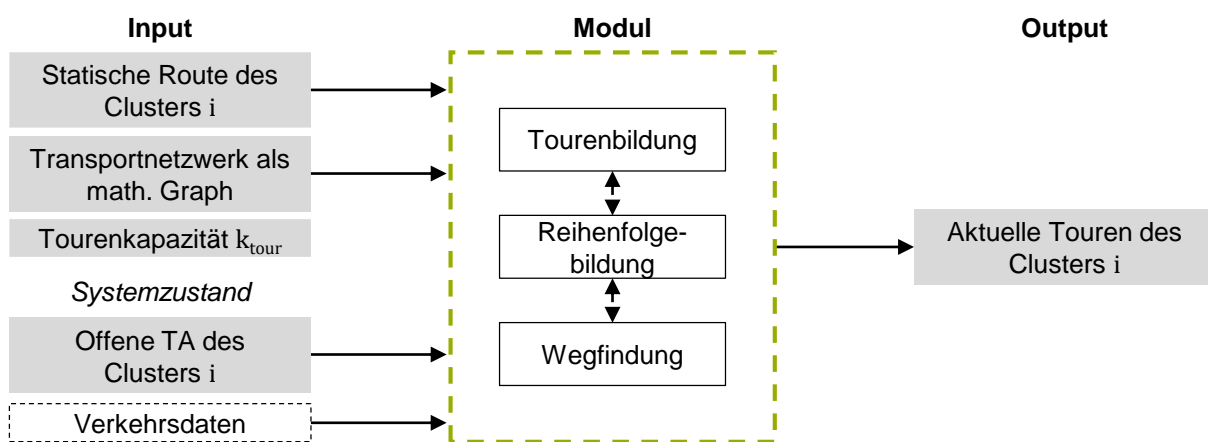 Input
Modul
Output
Statische Route des
Clusters i
Transportnetzwerk als
math. Graph
Tourenkapazität k_tour
Systemzustand
Offene TA des
Clusters i
Verkehrsdaten
Tourenbildung
Reihenfolge-
bildung
Wegfindung
Aktuelle Touren des
Clusters i